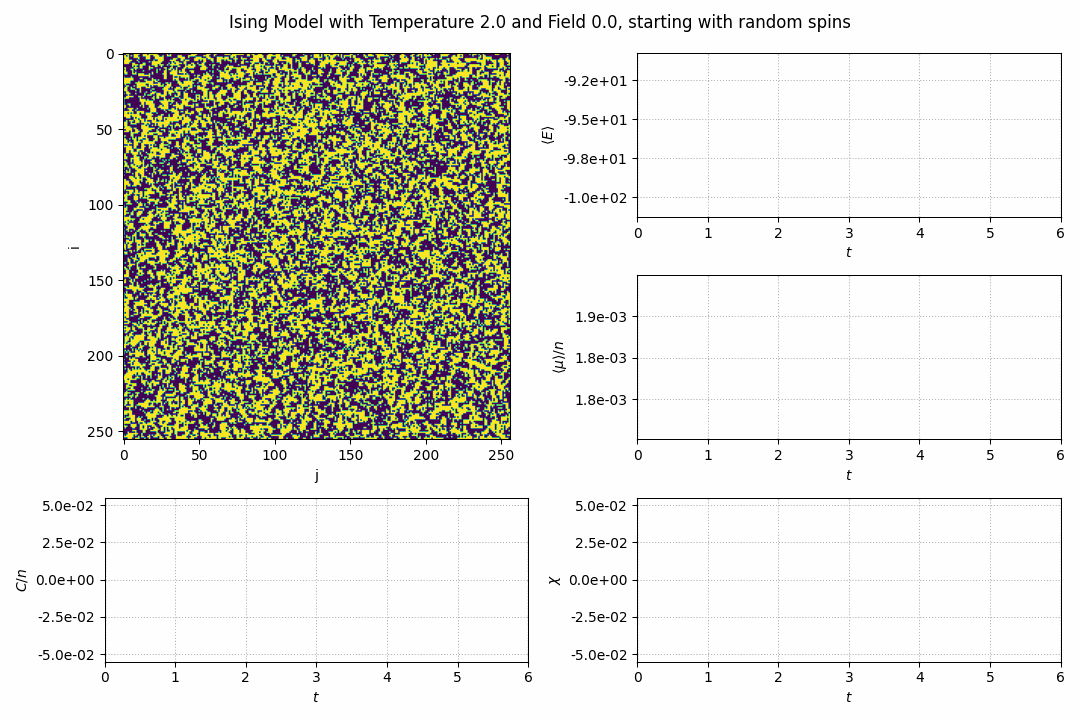 Ising Model with Temperature 2.0 and Field 0.0, starting with random spins
0
50
100
150
200
250
i
0 50 100 150 200 250
j
-9.2e+01
-9.5e+01
-9.8e+01
-1.0e+02
⟨E⟩
0 1 2 3 4 5 6
t
1.9e-03
1.8e-03
1.8e-03
⟨μ⟩/n
0 1 2 3 4 5 6
t
5.0e-02
2.5e-02
0.0e+00
-2.5e-02
-5.0e-02
C/n
0 1 2 3 4 5 6
t
5.0e-02
2.5e-02
0.0e+00
-2.5e-02
-5.0e-02
χ
0 1 2 3 4 5 6
t